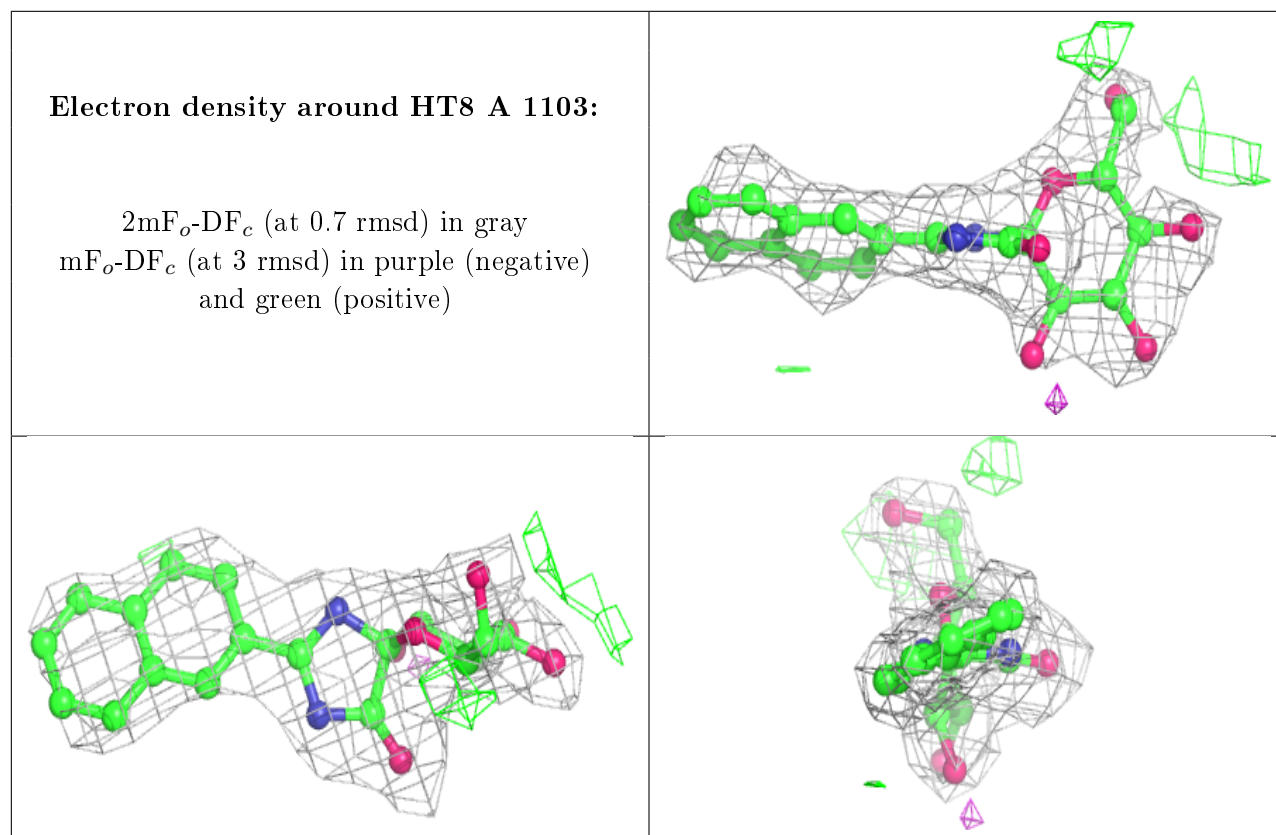 Electron density around HT8 A 1103:
2mFo-DFc (at 0.7 rmsd) in gray
mFo-DFc (at 3 rmsd) in purple (negative)
and green (positive)